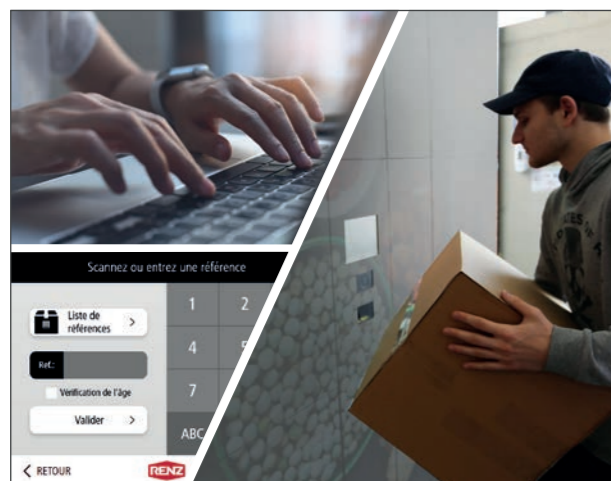 Scannez ou entrez une référence
Liste de
références >
1 2
4
Ref.:
7
Vérification de l'âge
Valider >
ABC
< RETOUR
RENZ